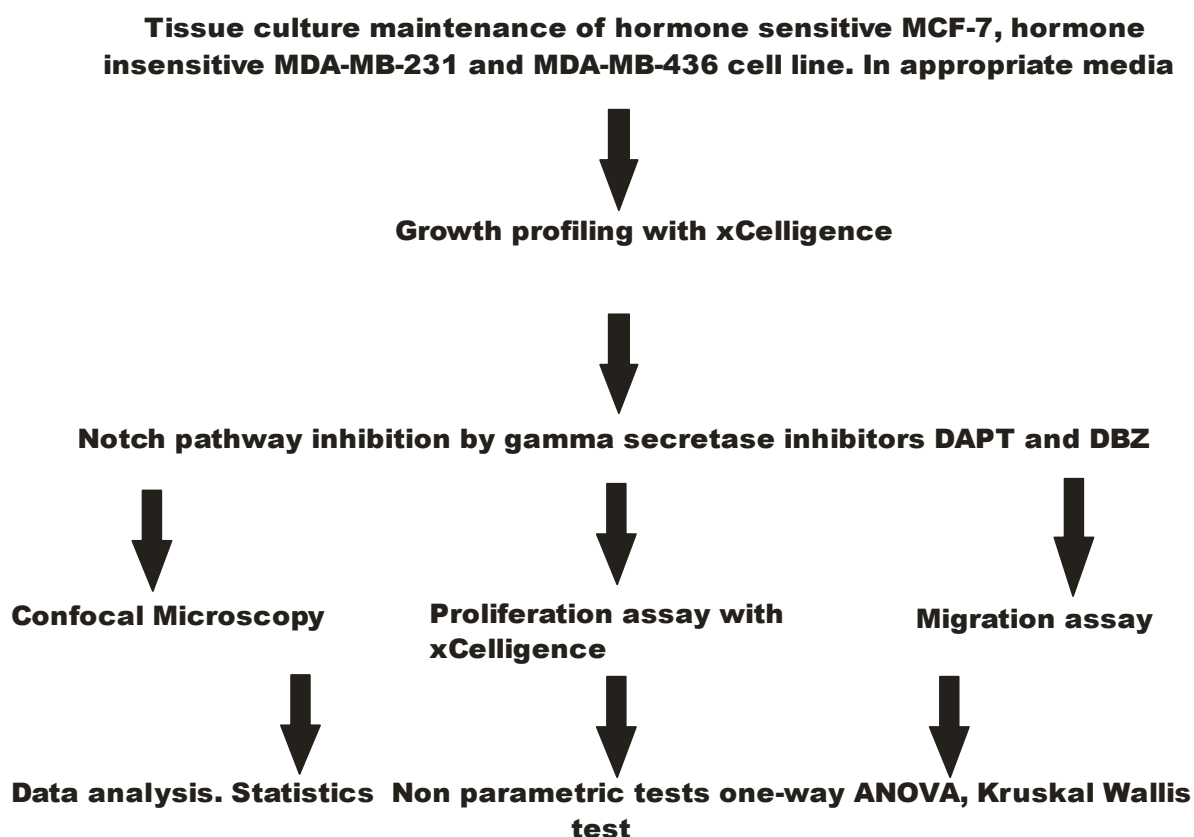 Tissue culture maintenance of hormone sensitive MCF-7, hormone
insensitive MDA-MB-231 and MDA-MB-436 cell line. In appropriate media
Growth profiling with xCelligence
Notch pathway inhibition by gamma secretase inhibitors DAPT and DBZ
Confocal Microscopy
Proliferation assay with
xCelligence
Migration assay
Data analysis. Statistics Non parametric tests one-way ANOVA, Kruskal Wallis
test